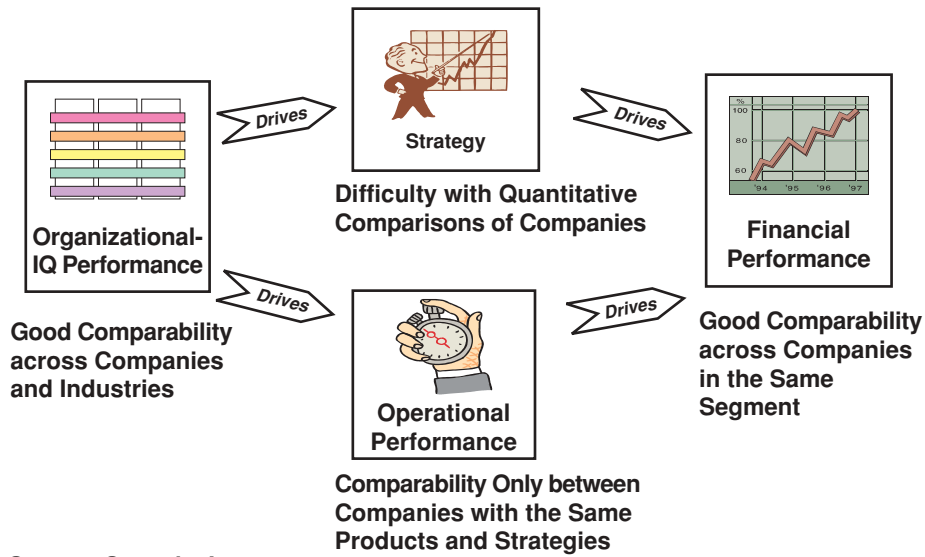 Drives
Strategy
Drives
Difficulty with Quantitative
Comparisons of Companies
Organizational-
IQ Performance
%
100
80
60
'94 '95 '96 '97
Financial
Performance
Drives
Drives
Good Comparability
across Companies
and Industries
Operational
Performance
Good Comparability
across Companies
in the Same
Segment
Comparability Only between
Companies with the Same
Products and Strategies